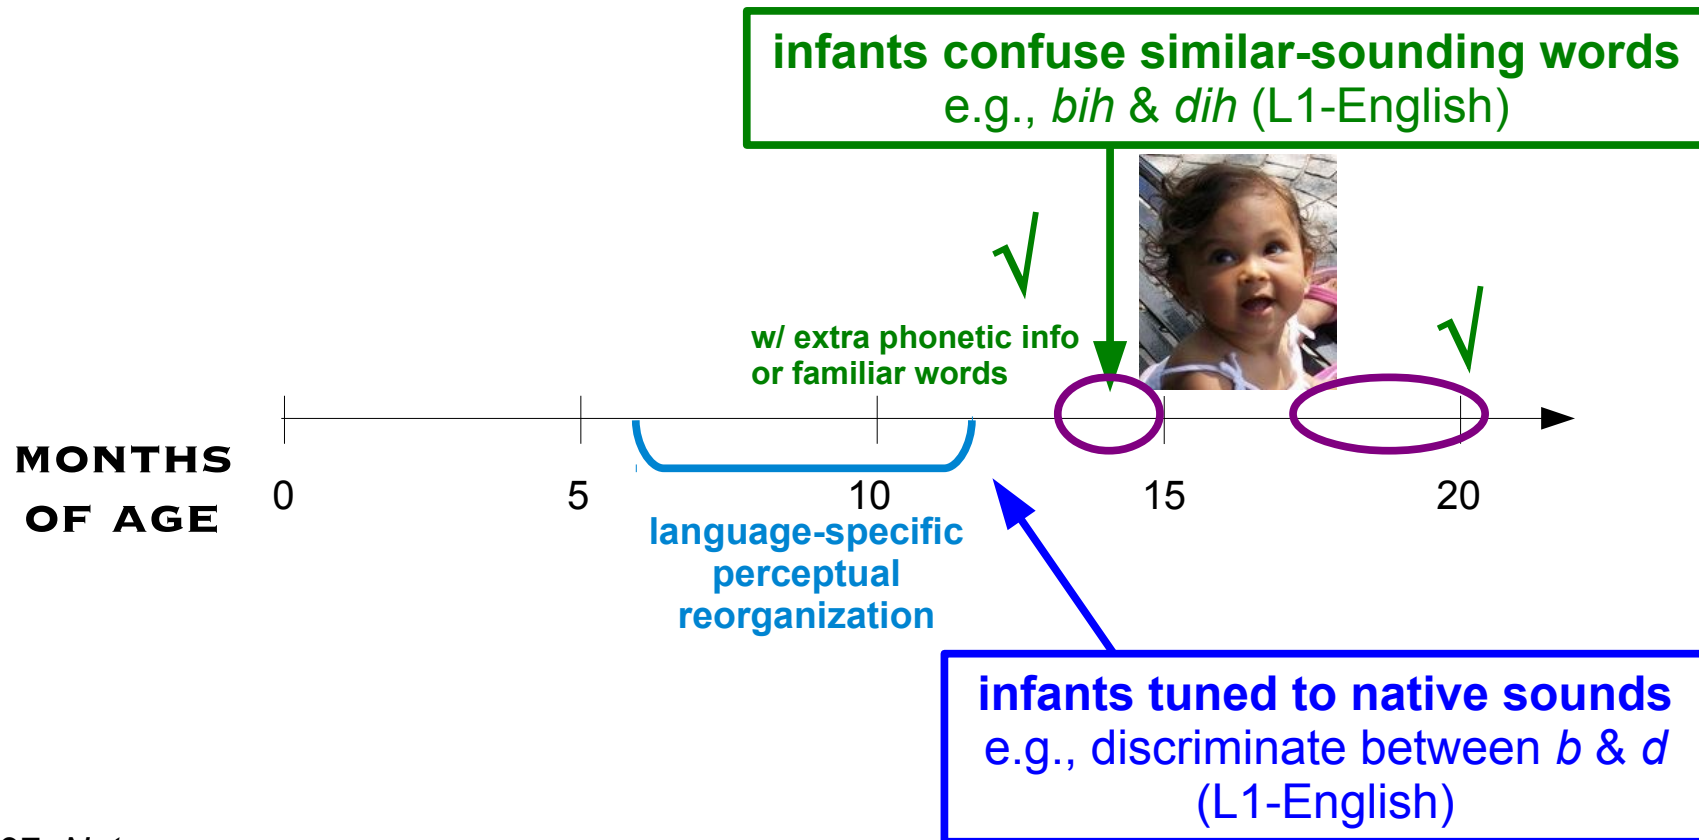 infants confuse similar-sounding words
e.g., bih & dih (L1-English)
√
√
w/ extra phonetic info
or familiar words
MONTHS
OF AGE
0
5
10
15
20
language-specific
perceptual
reorganization
infants tuned to native sounds
e.g., discriminate between b & d
(L1-English)